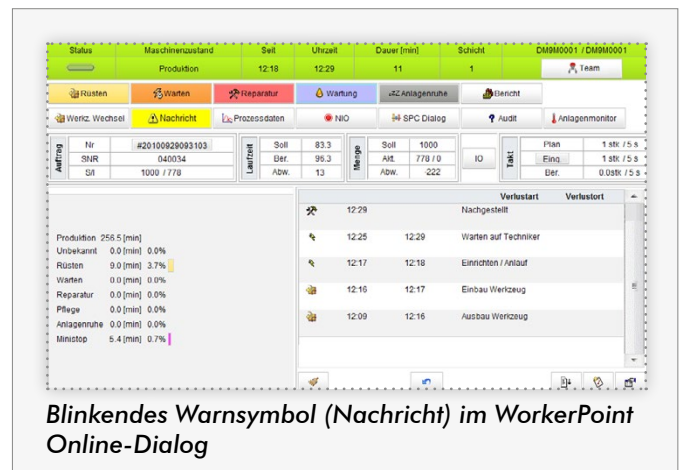 Status Maschinenzustand Seit Uhrzeit Dauer [min] Schicht DM9M0001 / DM9M0001
Produktion 12:18 12:29 11 1 Team
Rüsten Warten Reparatur Wartung Anlagenruhe Bericht
Werkz. Wechsel Nachricht Prozessdaten NIO SPC Dialog Audit Anlagenmonitor
Auftrag Nr #20100929093103 Laufzeit Soll 83.3 Menge Soll 1000 IO Takt Plan 1 stk / 5 s
SNR 040034 Ber. 96.3 Akt. 778 / 0 Eing. 1 stk / 5 s
S/I 1000 / 778 Abw. 13 Abw. -222 Ber. 0.0stk / 5 s
Verlustart Verlustort
12:29 Nachgestellt
12:25 12:29 Warten auf Techniker
12:17 12:18 Einrichten / Anlauf
12:16 12:17 Einbau Werkzeug
12:09 12:16 Ausbau Werkzeug
Produktion 256.5 [min]
Unbekannt 0.0 [min] 0.0%
Rüsten 9.0 [min] 3.7%
Warten 0.0 [min] 0.0%
Reparatur 0.0 [min] 0.0%
Pflege 0.0 [min] 0.0%
Anlagenruhe 0.0 [min] 0.0%
Ministop 5.4 [min] 0.7%
Blinkendes Warnsymbol (Nachricht) im WorkerPoint
Online-Dialog